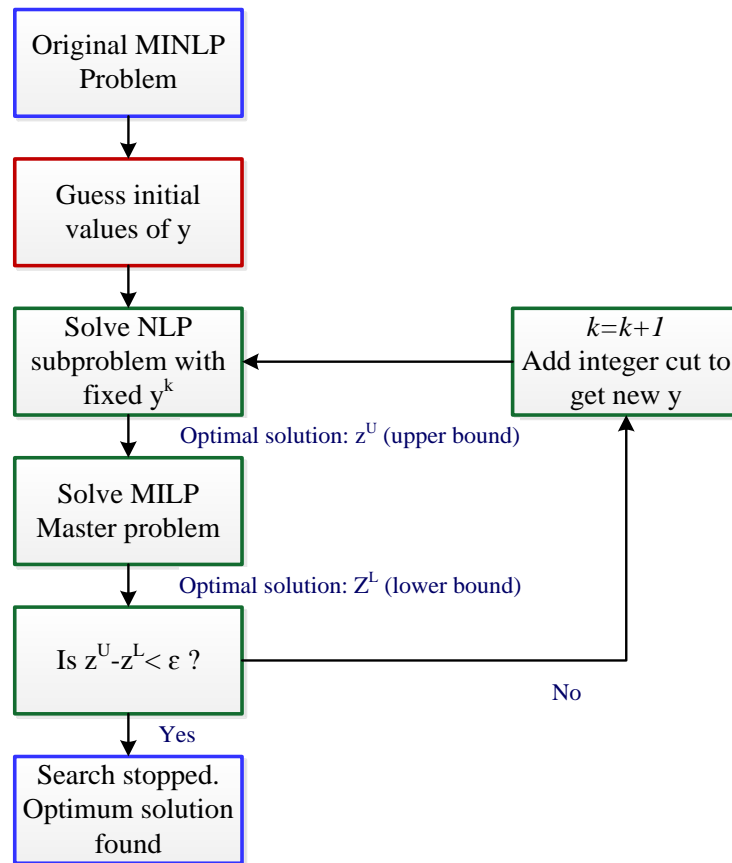 Original MINLP
Problem
Guess initial
values of y
Solve NLP
subproblem with
fixed y^k
k=k+1
Add integer cut to
get new y
Optimal solution: z^U (upper bound)
Solve MILP
Master problem
Optimal solution: Z^L (lower bound)
Is z^U-z^L< ε ?
No
Yes
Search stopped.
Optimum solution
found